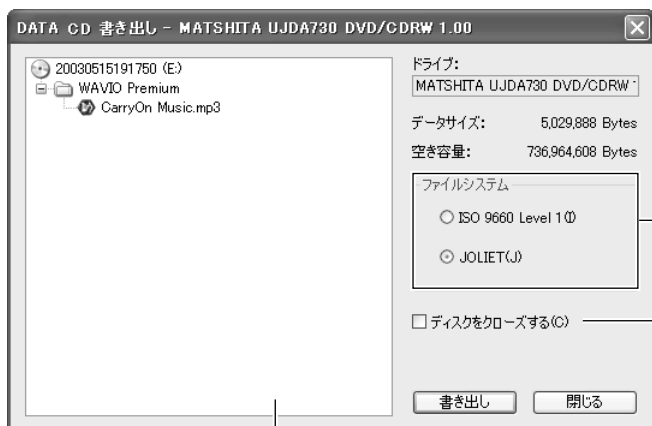 DATA CD 書き出し - MATSHITA UJDA730 DVD/CDRW 1.00
20030515191750 (E:)
WAVIO Premium
CarryOn Music.mp3
ドライブ:
MATSHITA UJDA730 DVD/CDRW
データサイズ: 5,029,888 Bytes
空き容量: 736,964,608 Bytes
ファイルシステム
ISO 9660 Level 1(I)
JOLIET(J)
ディスクをクローズする(C)
書き出し
閉じる